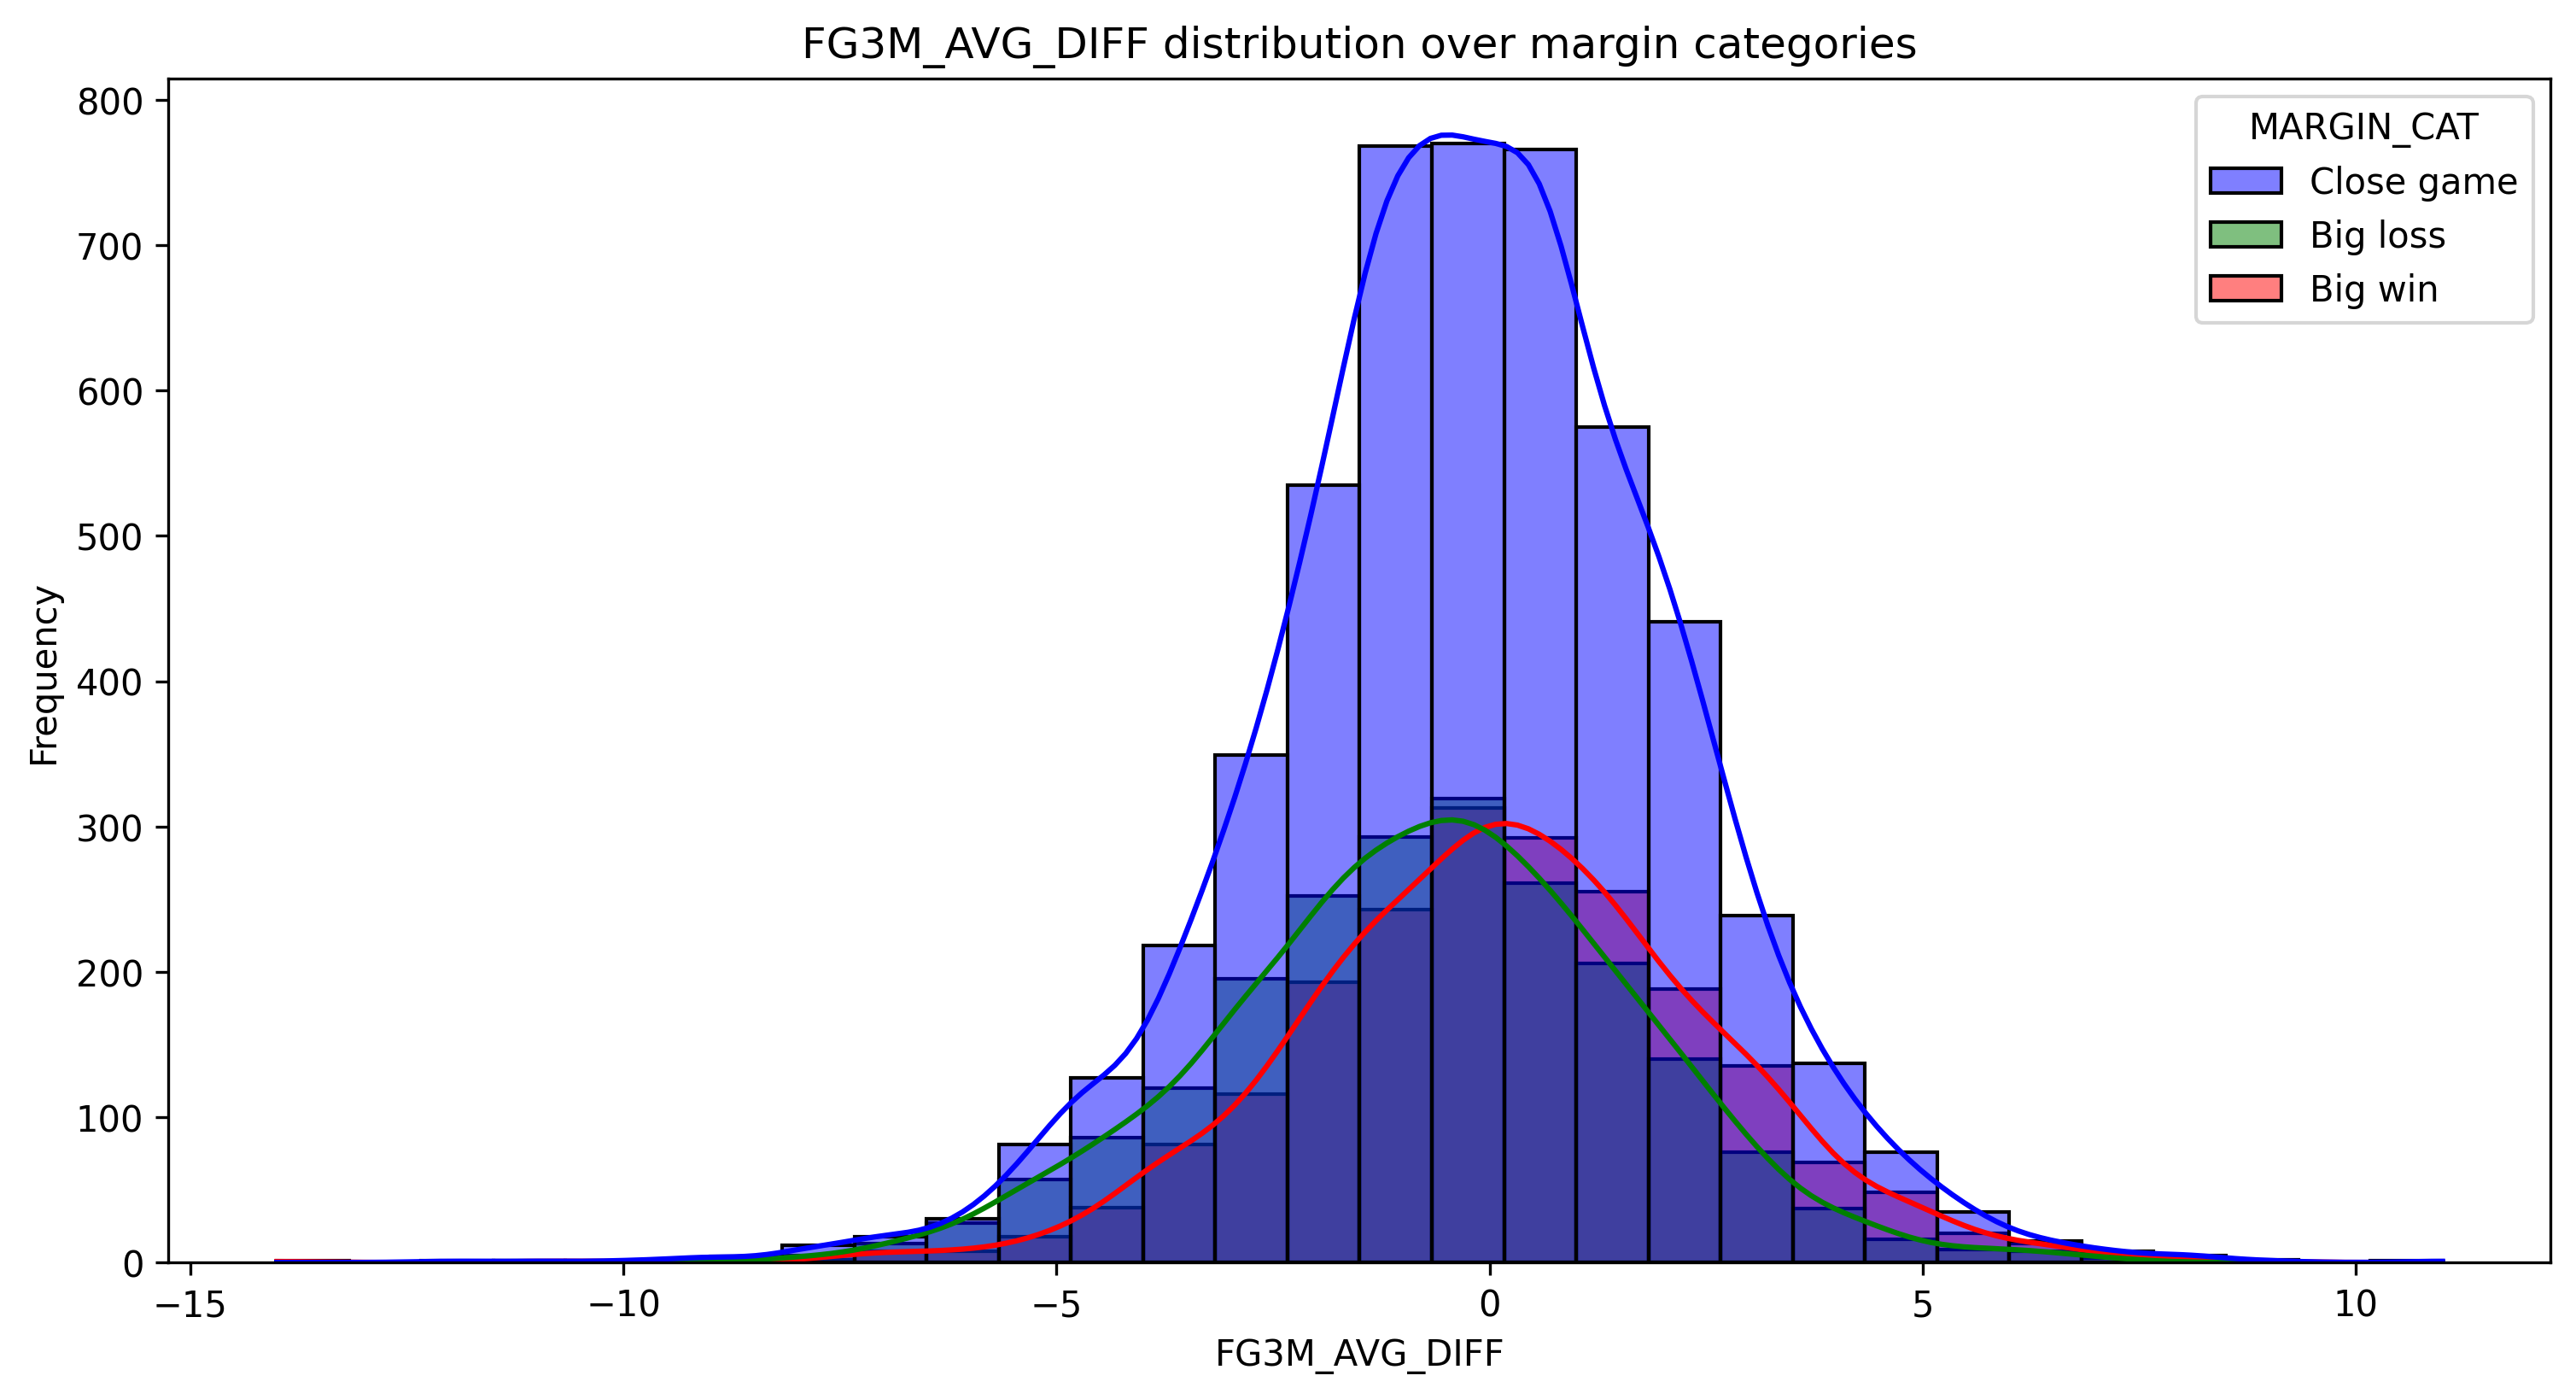 FG3M_AVG_DIFF distribution over margin categories
MARGIN_CAT
Close game
Big loss
Big win
Frequency
800
700
600
500
400
300
200
100
0
−15
−10
−5
0
5
10
FG3M_AVG_DIFF